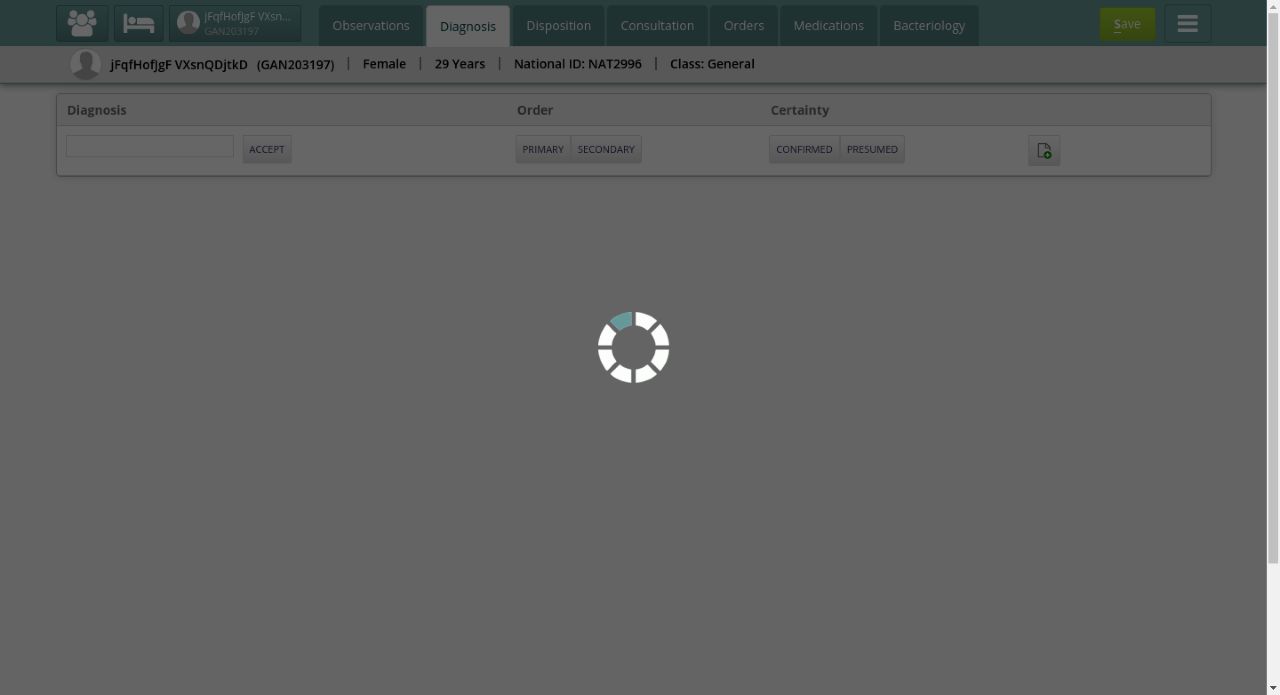 jFqfHofJgF VXsn...
GAN203197
Observations
Diagnosis
Disposition
Consultation
Orders
Medications
Bacteriology
Save
jFqfHofJgF VXsnQDjtkD (GAN203197) | Female | 29 Years | National ID: NAT2996 | Class: General
Diagnosis Order Certainty
ACCEPT PRIMARY SECONDARY CONFIRMED PRESUMED